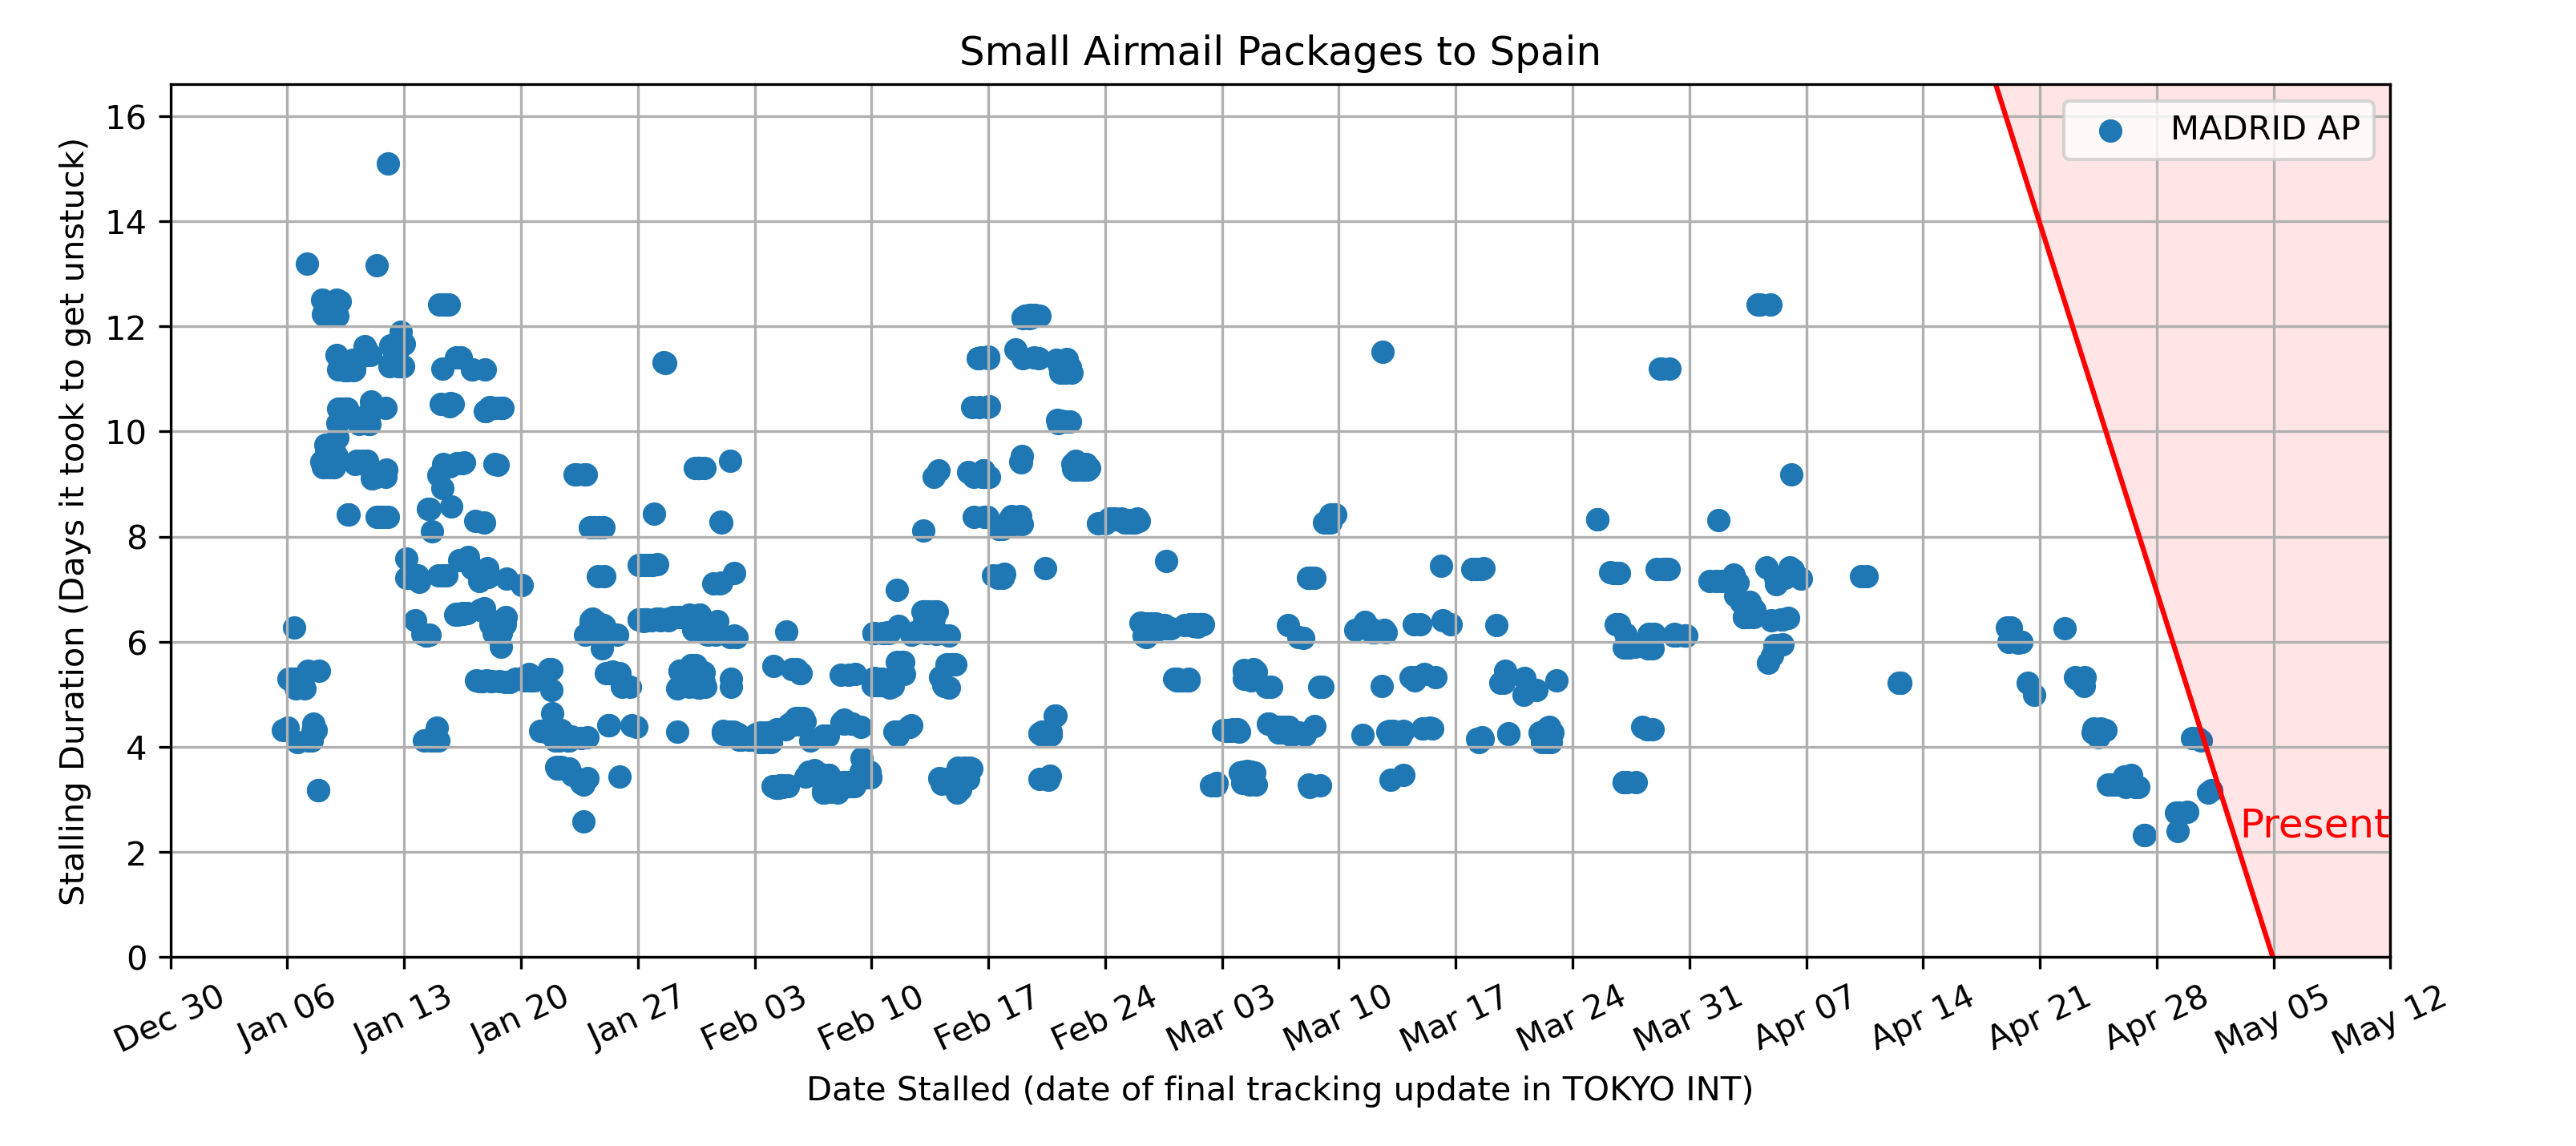 Small Airmail Packages to Spain
MADRID AP
Present
Stalling Duration (Days it took to get unstuck)
16
14
12
10
8
6
4
2
0
Dec 30
Jan 06
Jan 13
Jan 20
Jan 27
Feb 03
Feb 10
Feb 17
Feb 24
Mar 03
Mar 10
Mar 17
Mar 24
Mar 31
Apr 07
Apr 14
Apr 21
Apr 28
May 05
May 12
Date Stalled (date of final tracking update in TOKYO INT)